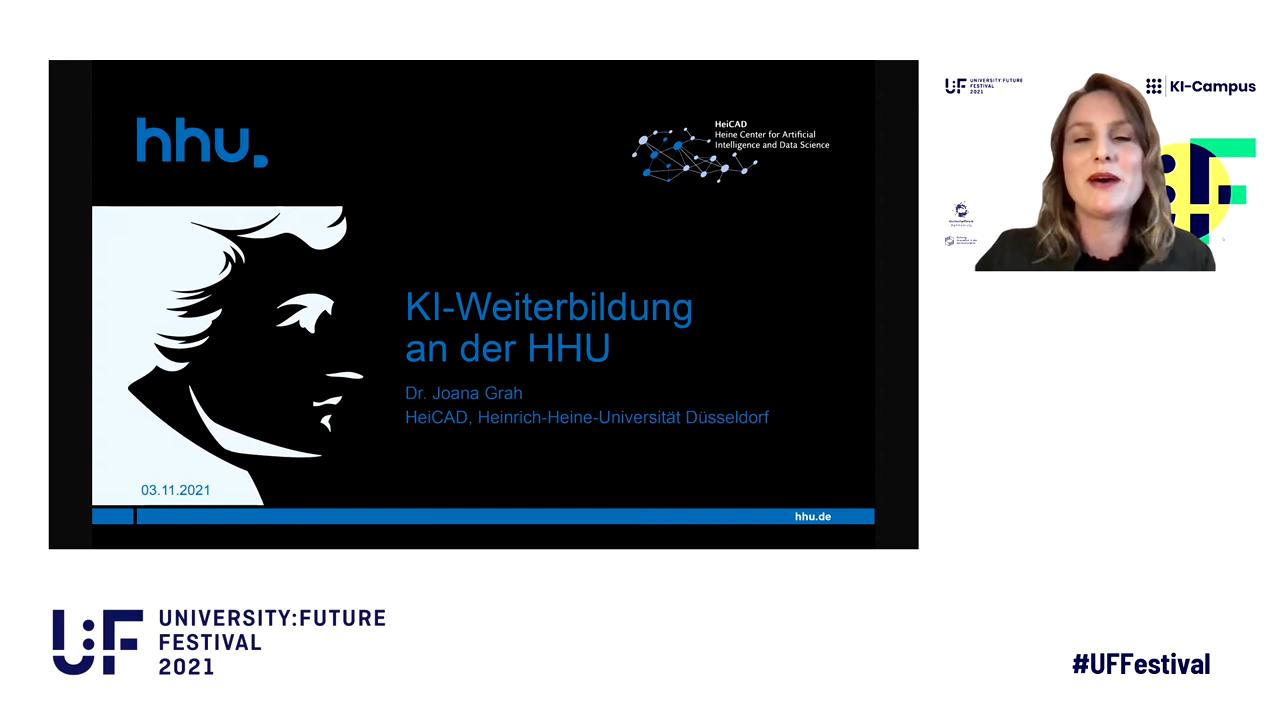 hhu.
HeiCAD
Heine Center for Artificial
Intelligence and Data Science
KI-Weiterbildung
an der HHU
Dr. Joana Grah
HeiCAD, Heinrich-Heine-Universität Düsseldorf
03.11.2021
hhu.de
U:F UNIVERSITY:FUTURE
FESTIVAL
2021
KI-Campus
U:F
UNIVERSITY:FUTURE
FESTIVAL
2021
#UFFestival